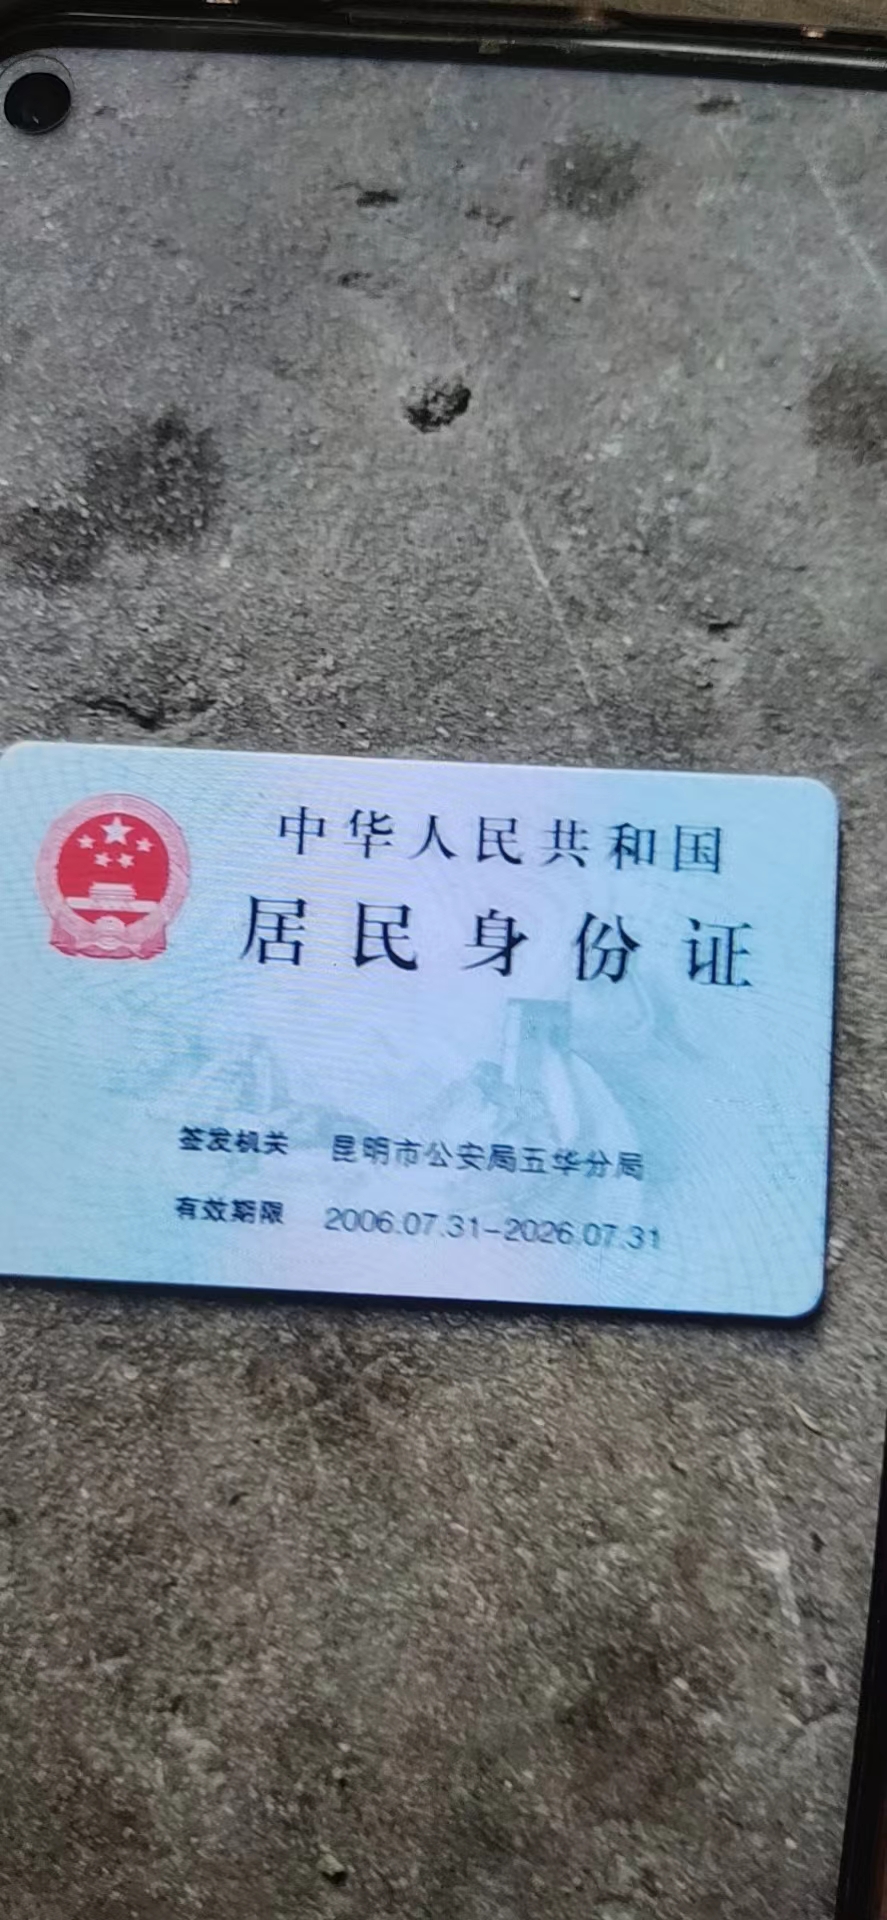 中华人民共和国
居民身份证
签发机关 昆明市公安局五华分局
有效期限 2006.07.31-2026.07.31